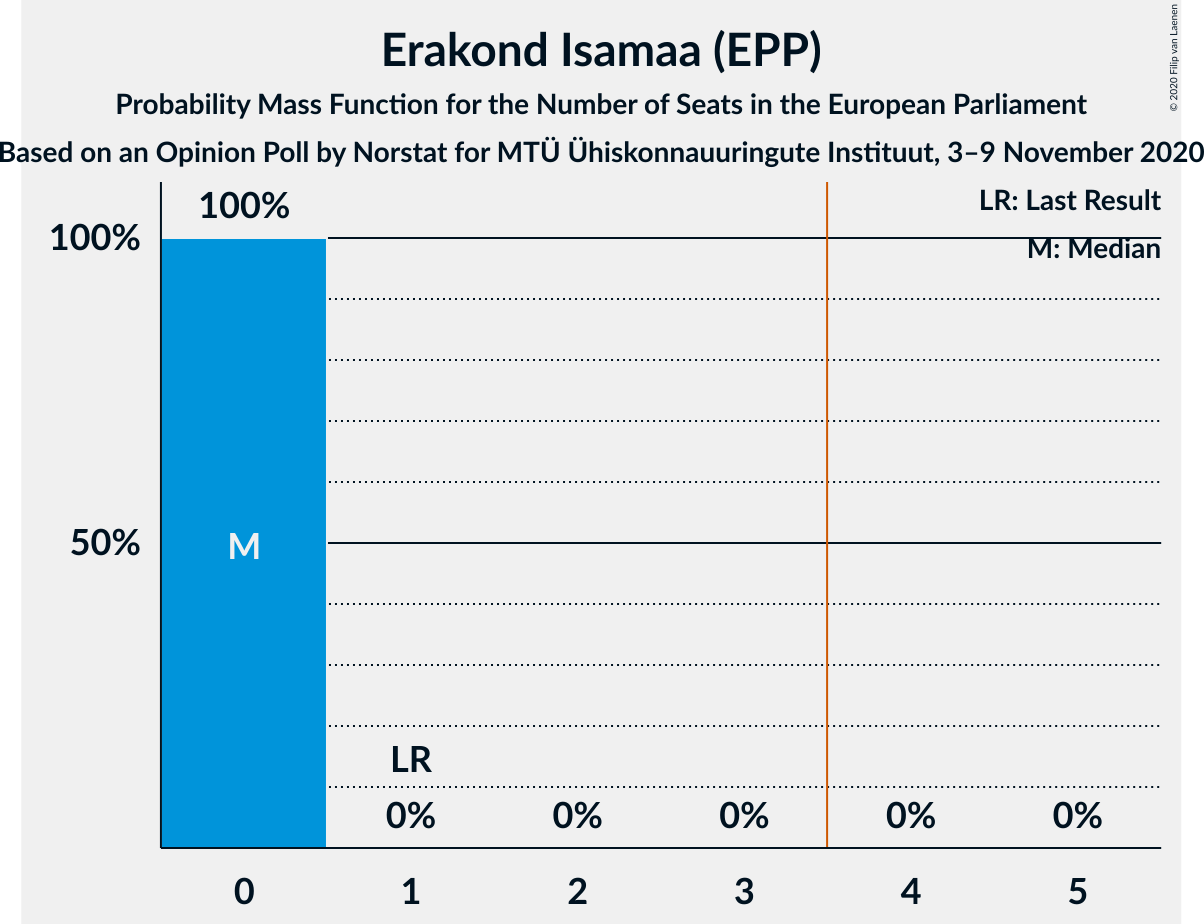 Erakond Isamaa (EPP)
Probability Mass Function for the Number of Seats in the European Parliament
Based on an Opinion Poll by Norstat for MTÜ Ühiskonnauuringute Instituut, 3–9 November 2020
© 2020 Filip van Laenen
LR: Last Result
M: Median
100%
100%
50%
M
LR
0% 0% 0% 0% 0%
0 1 2 3 4 5